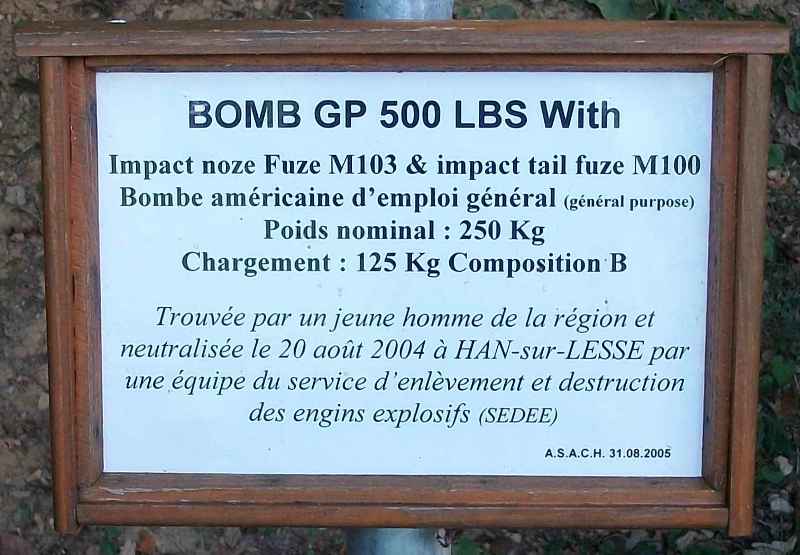 BOMB GP 500 LBS With
Impact noze Fuze M103 & impact tail fuze M100
Bombe américaine d’emploi général (général purpose)
Poids nominal : 250 Kg
Chargement : 125 Kg Composition B
Trouvée par un jeune homme de la région et
neutralisée le 20 août 2004 à HAN-sur-LESSE par
une équipe du service d’enlèvement et destruction
des engins explosifs (SEDEE)
A.S.A.C.H. 31.08.2005